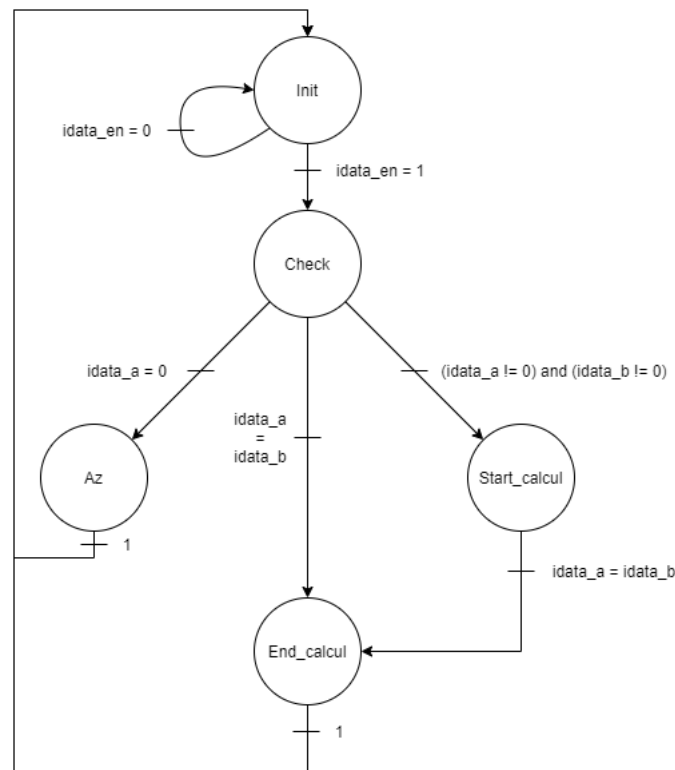 Init
idata_en = 0
idata_en = 1
Check
idata_a = 0
idata_a
=
idata_b
(idata_a != 0) and (idata_b != 0)
Az
Start_calcul
1
idata_a = idata_b
End_calcul
1